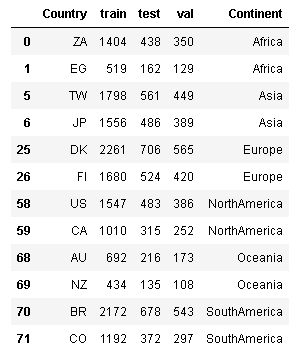 Country train test val Continent
0 ZA 1404 438 350 Africa
1 EG 519 162 129 Africa
5 TW 1798 561 449 Asia
6 JP 1556 486 389 Asia
25 DK 2261 706 565 Europe
26 FI 1680 524 420 Europe
58 US 1547 483 386 NorthAmerica
59 CA 1010 315 252 NorthAmerica
68 AU 692 216 173 Oceania
69 NZ 434 135 108 Oceania
70 BR 2172 678 543 SouthAmerica
71 CO 1192 372 297 SouthAmerica